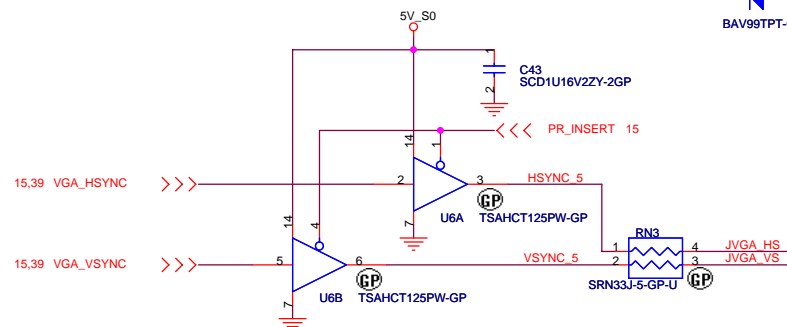 5V_S0
BAV99TPT-
1
C43
SCD1U16V2ZY-2GP
2
14
1
PR_INSERT 15
15,39 VGA_HSYNC
2
3
HSYNC_5
GP
U6A TSAHCT125PW-GP
7
14
4
15,39 VGA_VSYNC
5
6
VSYNC_5
GP
U6B TSAHCT125PW-GP
7
RN3
1
4
JVGA_HS
2
3
JVGA_VS
SRN33J-5-GP-U
GP